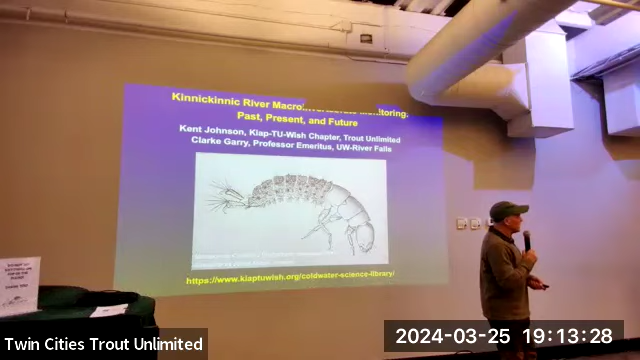 Kinnickinnic River Macroinvertebrate Monitoring:
Past, Present, and Future
Kent Johnson, Kiap-TU-Wish Chapter, Trout Unlimited
Clarke Garry, Professor Emeritus, UW-River Falls
https://www.kiaptuwish.org/coldwater-science-library/
Twin Cities Trout Unlimited
2024-03-25 19:13:28